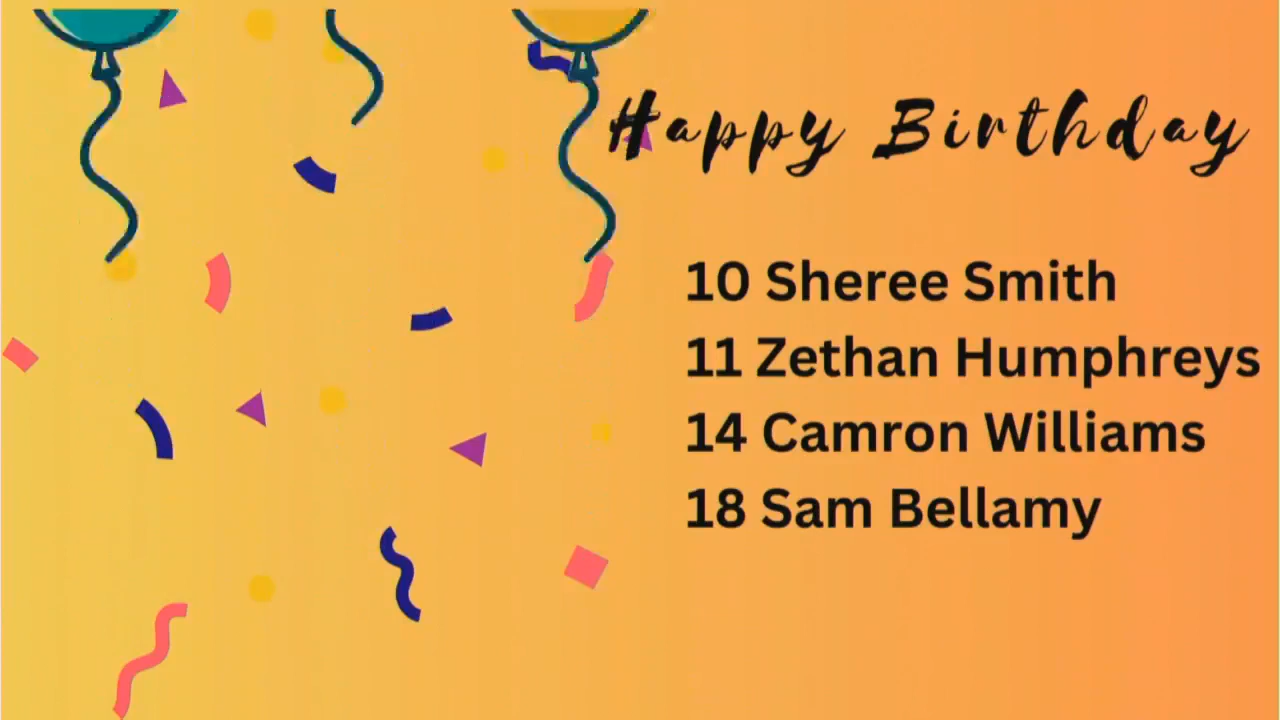 Happy Birthday
10 Sheree Smith
11 Zethan Humphreys
14 Camron Williams
18 Sam Bellamy